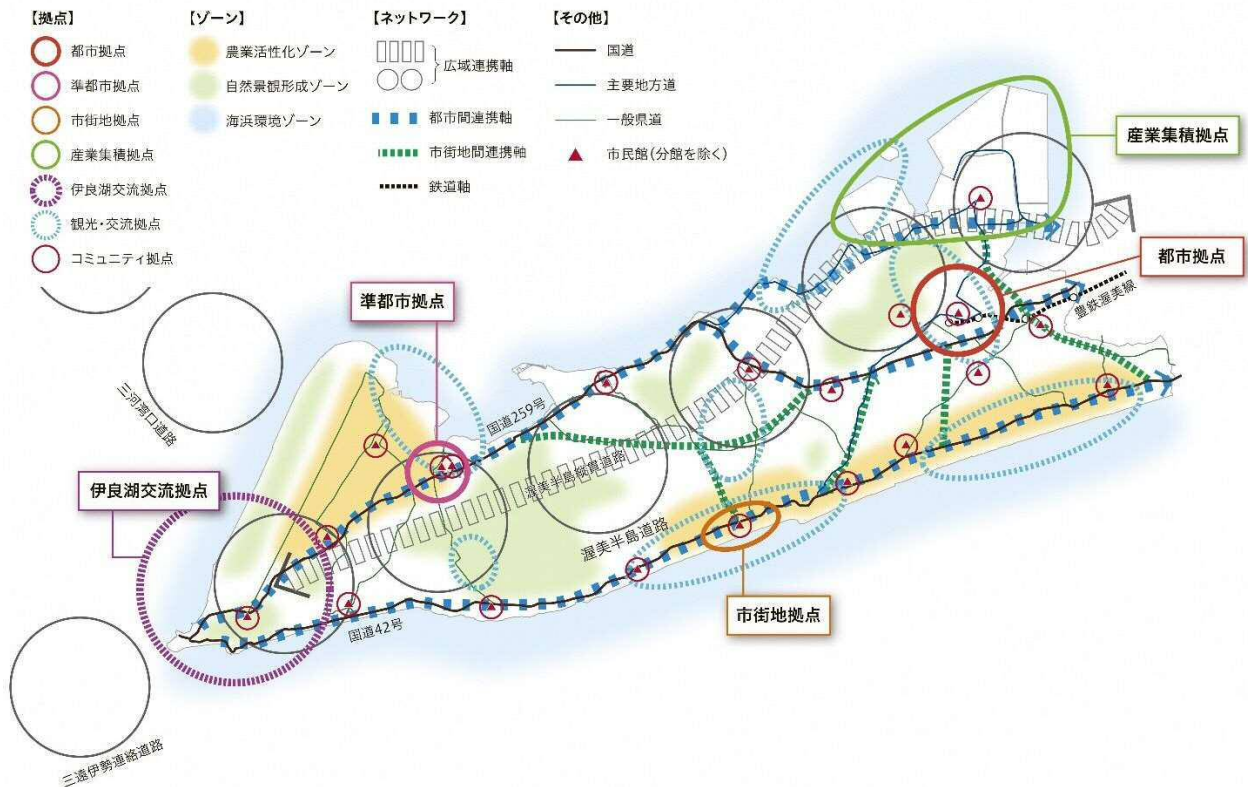 【拠点】
都市拠点
準都市拠点
市街地拠点
産業集積拠点
伊良湖交流拠点
観光・交流拠点
コミュニティ拠点
【ゾーン】
農業活性化ゾーン
自然景観形成ゾーン
海浜環境ゾーン
【ネットワーク】
広域連携軸
都市間連携軸
市街地間連携軸
鉄道軸
【その他】
国道
主要地方道
一般県道
市民館(分館を除く)
産業集積拠点
都市拠点
豊鉄渥美線
準都市拠点
三河湾口道路
国道259号
渥美半島縦貫道路
伊良湖交流拠点
渥美半島道路
市街地拠点
国道42号
三遠伊勢連絡道路